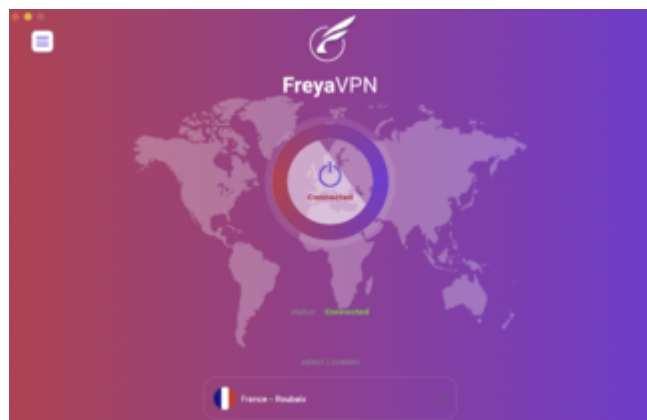 FreyaVPN
Connected
status Connected
select Location
France - Roubaix